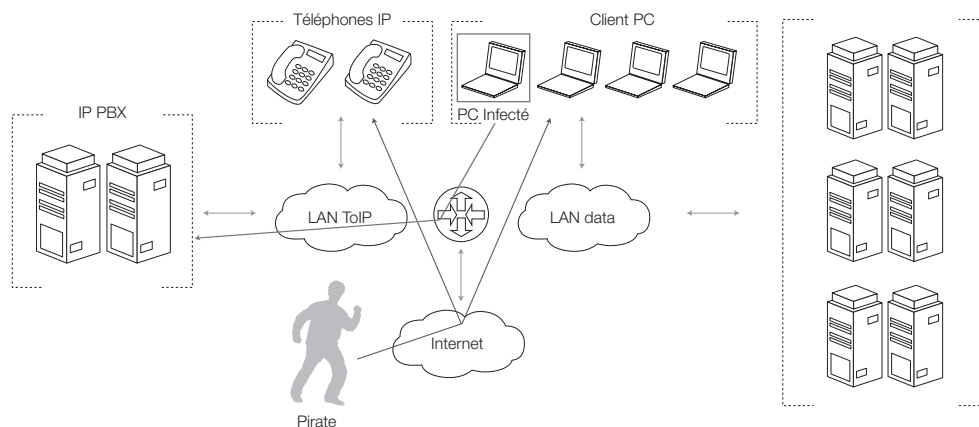 Téléphones IP
Client PC
PC Infecté
IP PBX
LAN ToIP
LAN data
Internet
Pirate